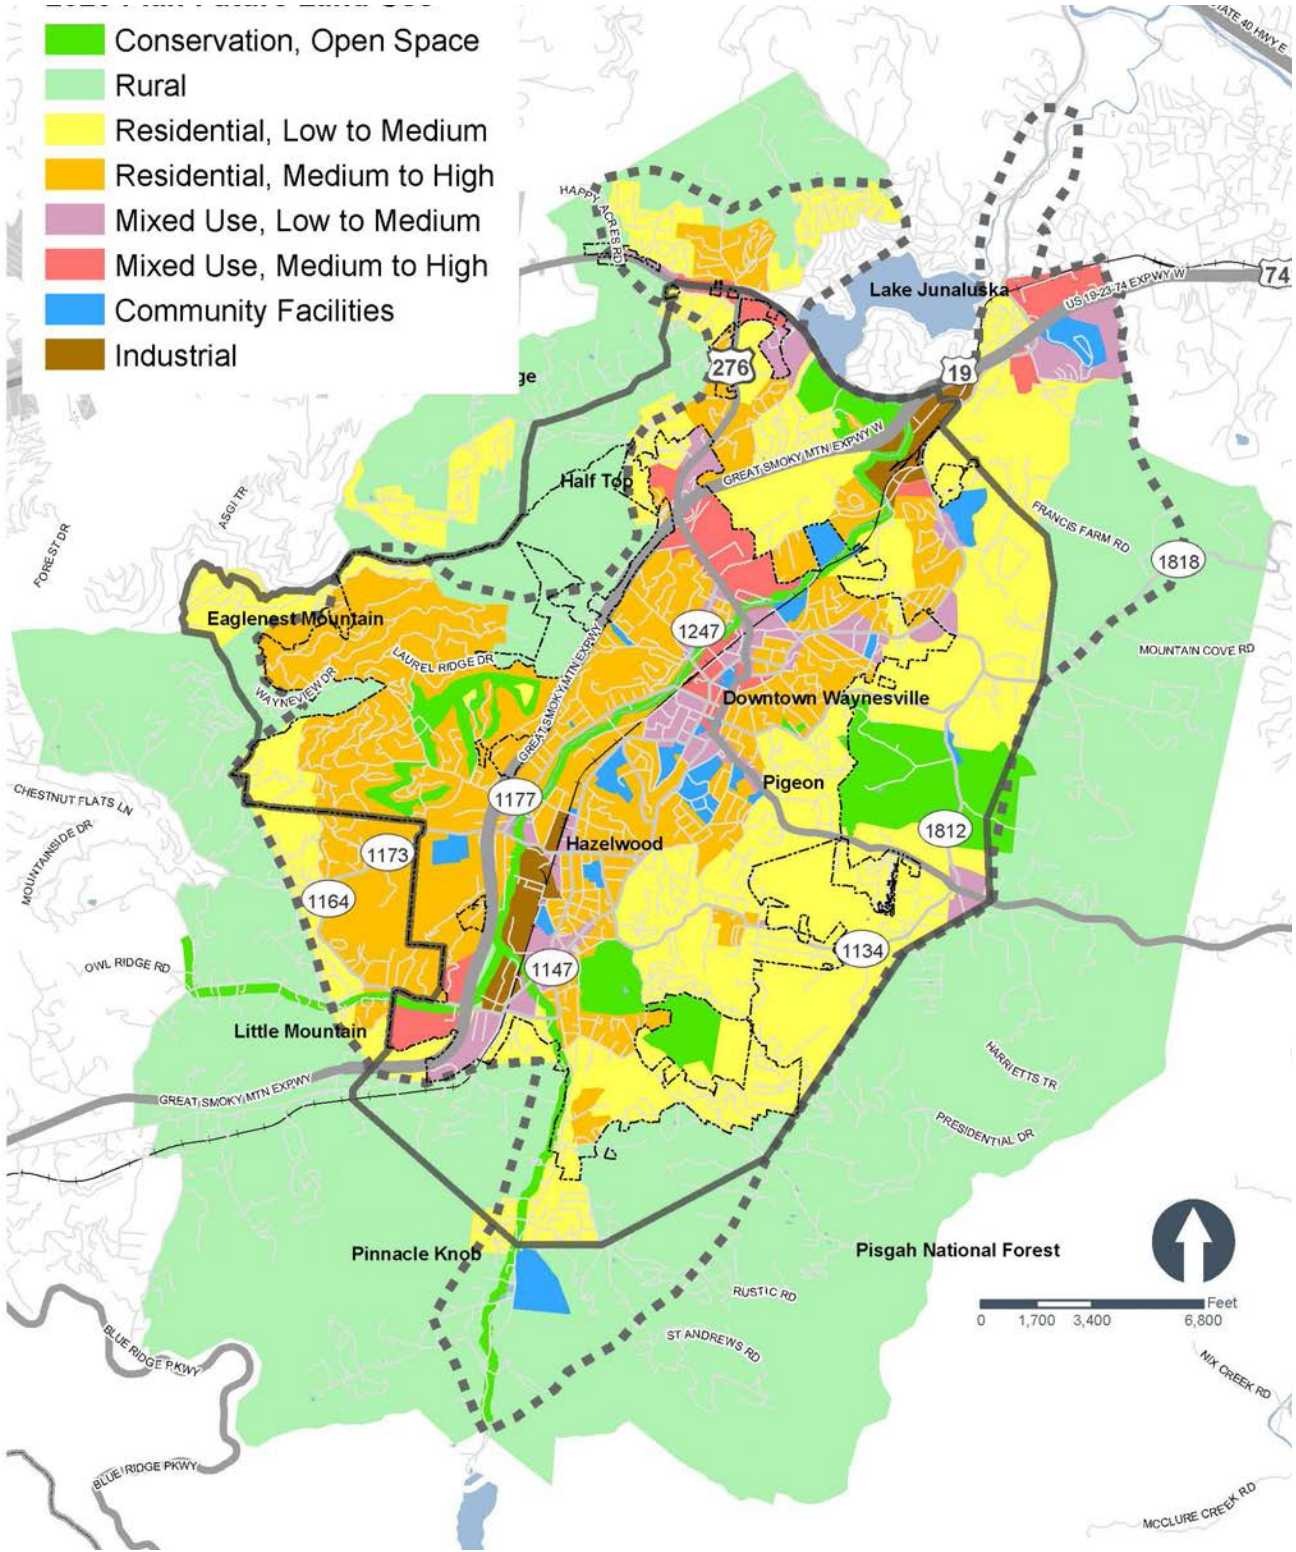 Conservation, Open Space
Rural
Residential, Low to Medium
Residential, Medium to High
Mixed Use, Low to Medium
Mixed Use, Medium to High
Community Facilities
Industrial
STATE 40 HWY E
HAPPY ACRES RD
Lake Junaluska
US 19-23-74 EXPWY W
74
276
19
ge
GREAT SMOKY MTN EXPWY W
Half Top
ASGI TR
FOREST DR
FRANCIS FARM RD
1818
Eaglenest Mountain
1247
LAUREL RIDGE DR
WAYNEVIEW DR
GREAT SMOKY MTN EXPWY
MOUNTAIN COVE RD
Downtown Waynesville
Pigeon
CHESTNUT FLATS LN
1177
1812
MOUNTAINSIDE DR
1173
Hazelwood
1164
1134
OWL RIDGE RD
1147
Little Mountain
HARRIETTS TR
GREAT SMOKY MTN EXPWY
PRESIDENTIAL DR
Pinnacle Knob
Pisgah National Forest
RUSTIC RD
Feet
0 1,700 3,400 6,800
ST ANDREWS RD
BLUE RIDGE PKWY
NIX CREEK RD
BLUE RIDGE PKWY
MCCLURE CREEK RD